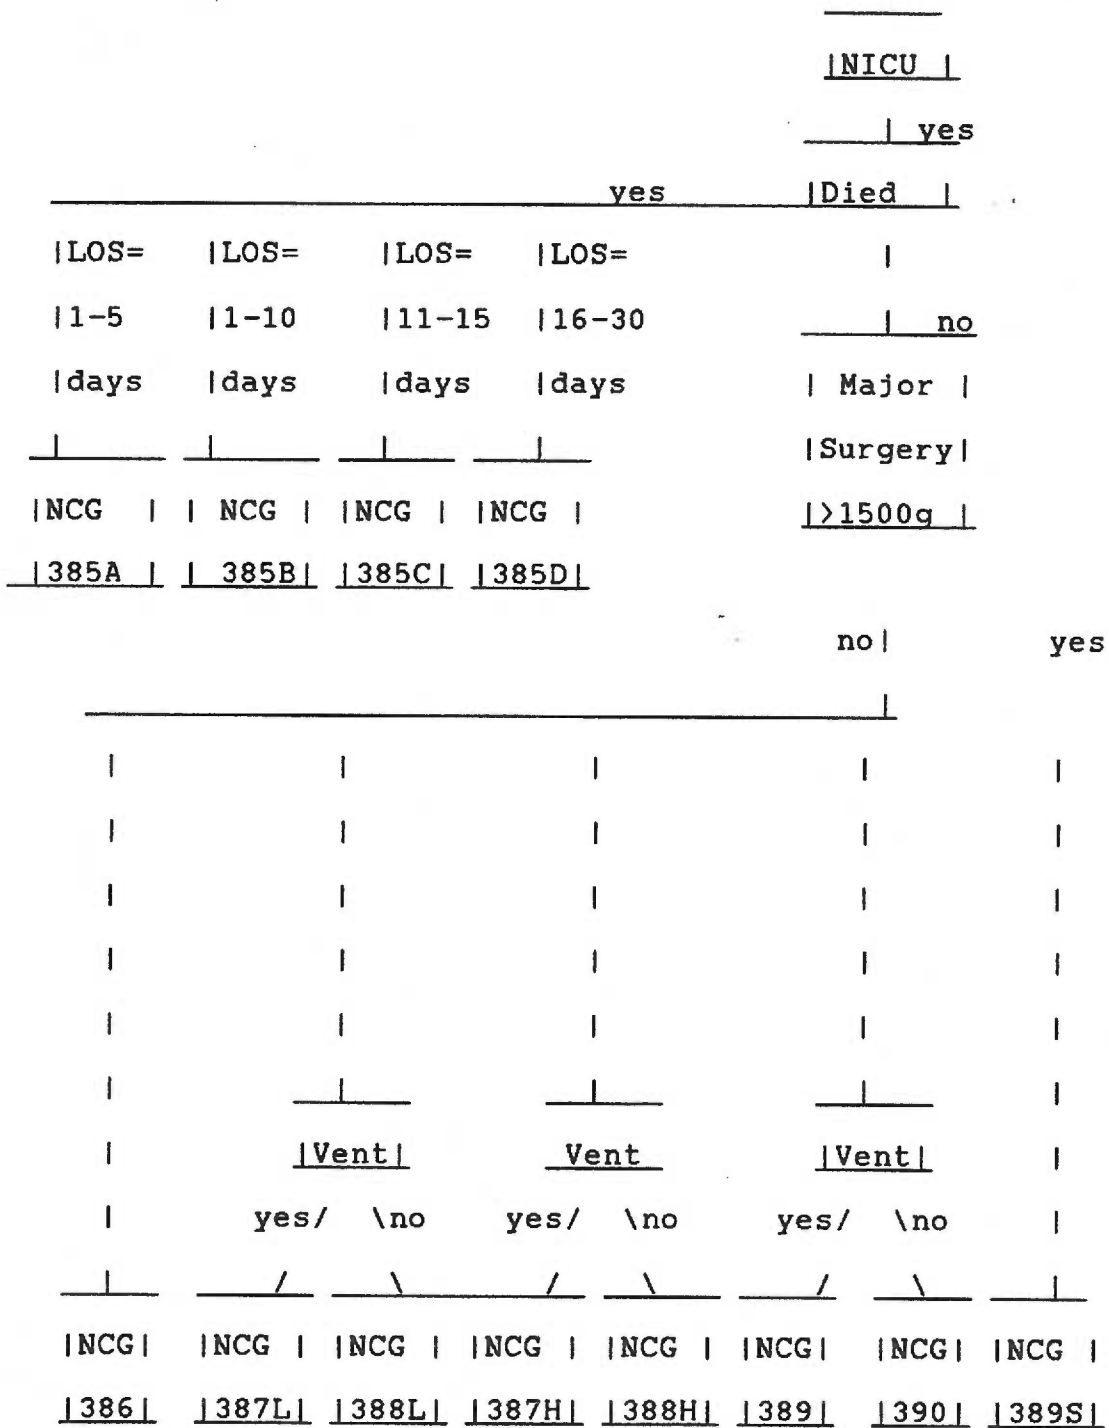 |NICU |
| yes
yes |Died |
|LOS= |LOS= |LOS= |LOS= |
|1-5 |1-10 |11-15 |16-30 | no
|days |days |days |days | Major |
|Surgery|
|NCG | | NCG | |NCG | |NCG | |>1500g |
|385A | | 385B| |385C| |385D|
no| yes
|Vent| Vent |Vent|
yes/ \no yes/ \no yes/ \no
|NCG| |NCG | |NCG | |NCG | |NCG | |NCG| |NCG| |NCG |
|386| |387L| |388L| |387H| |388H| |389| |390| |389S|